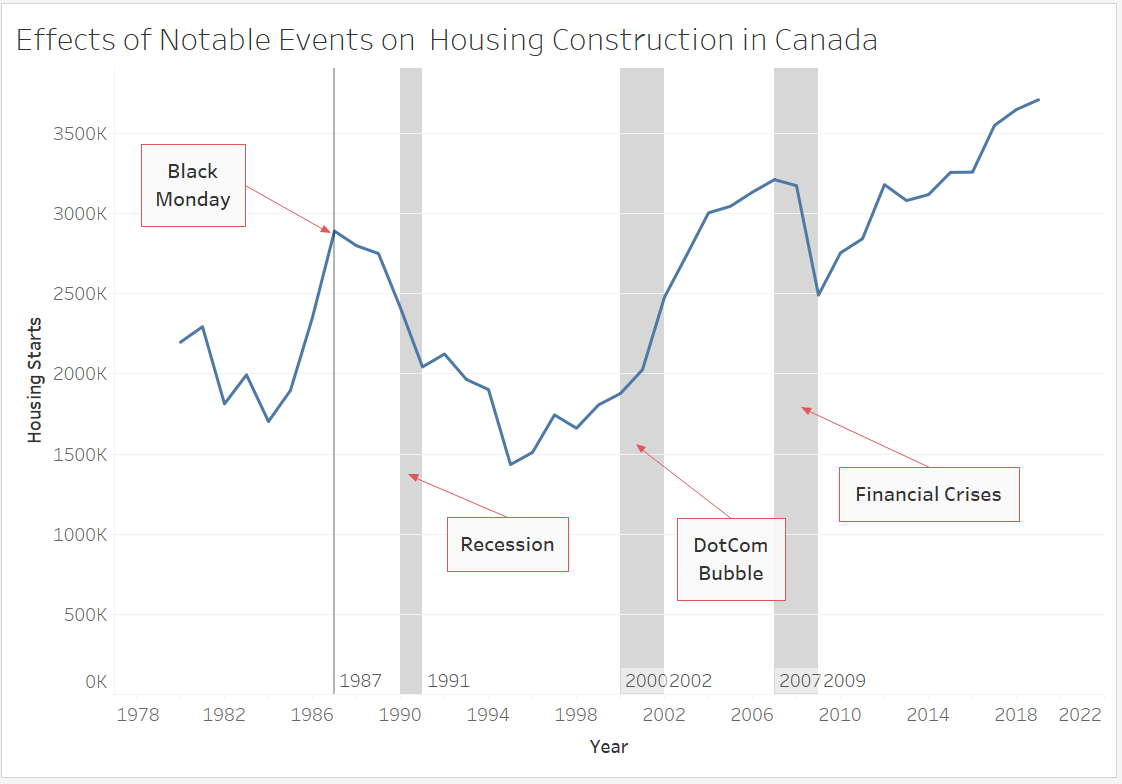 Effects of Notable Events on  Housing Construction in Canada
3500K
Black
Monday
3000K
2500K
Housing Starts
2000K
1500K
Financial Crises
Recession
DotCom
Bubble
1000K
500K
0K
1987
1991
2000
2002
2007
2009
1978 1982 1986 1990 1994 1998 2002 2006 2010 2014 2018 2022
Year